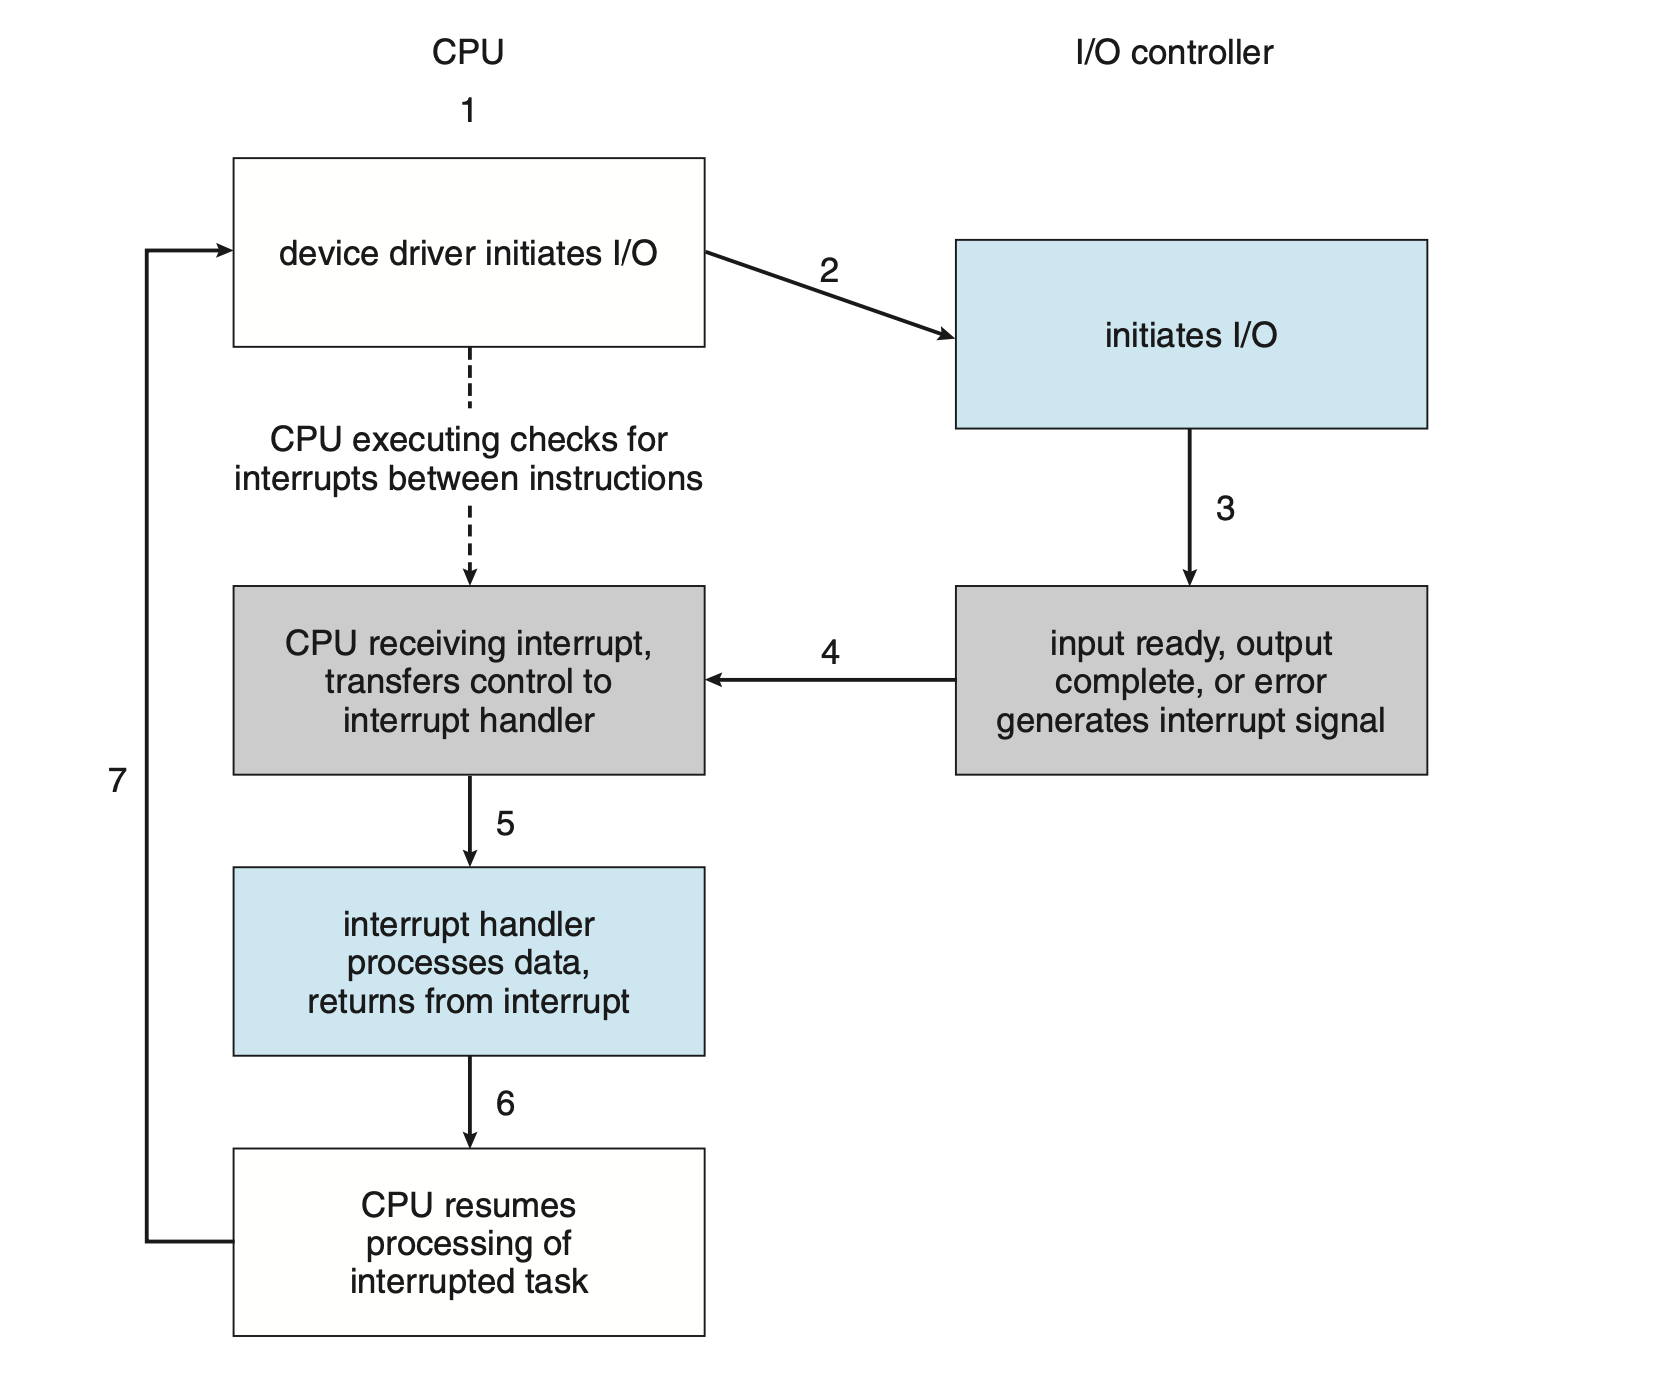 CPU
I/O controller
1
device driver initiates I/O
2
initiates I/O
CPU executing checks for
interrupts between instructions
3
CPU receiving interrupt,
transfers control to
interrupt handler
4
input ready, output
complete, or error
generates interrupt signal
5
7
interrupt handler
processes data,
returns from interrupt
6
CPU resumes
processing of
interrupted task